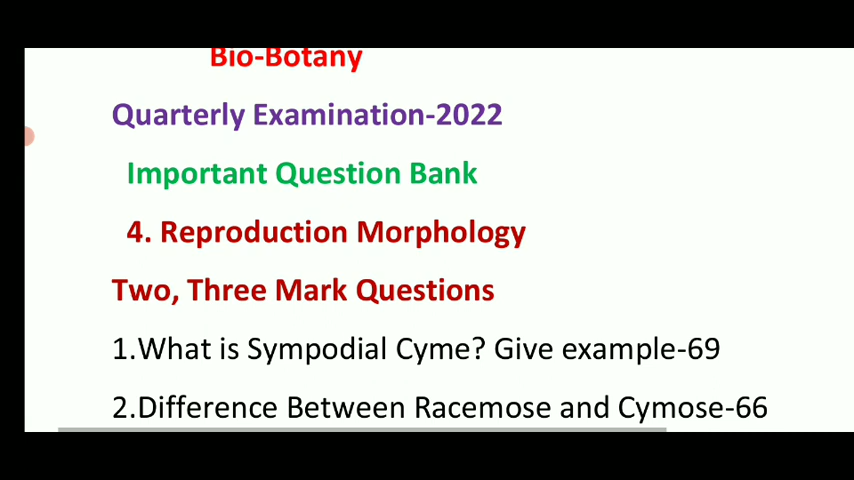 Bio-Botany
Quarterly Examination-2022
Important Question Bank
4. Reproduction Morphology
Two, Three Mark Questions
1.What is Sympodial Cyme? Give example-69
2.Difference Between Racemose and Cymose-66